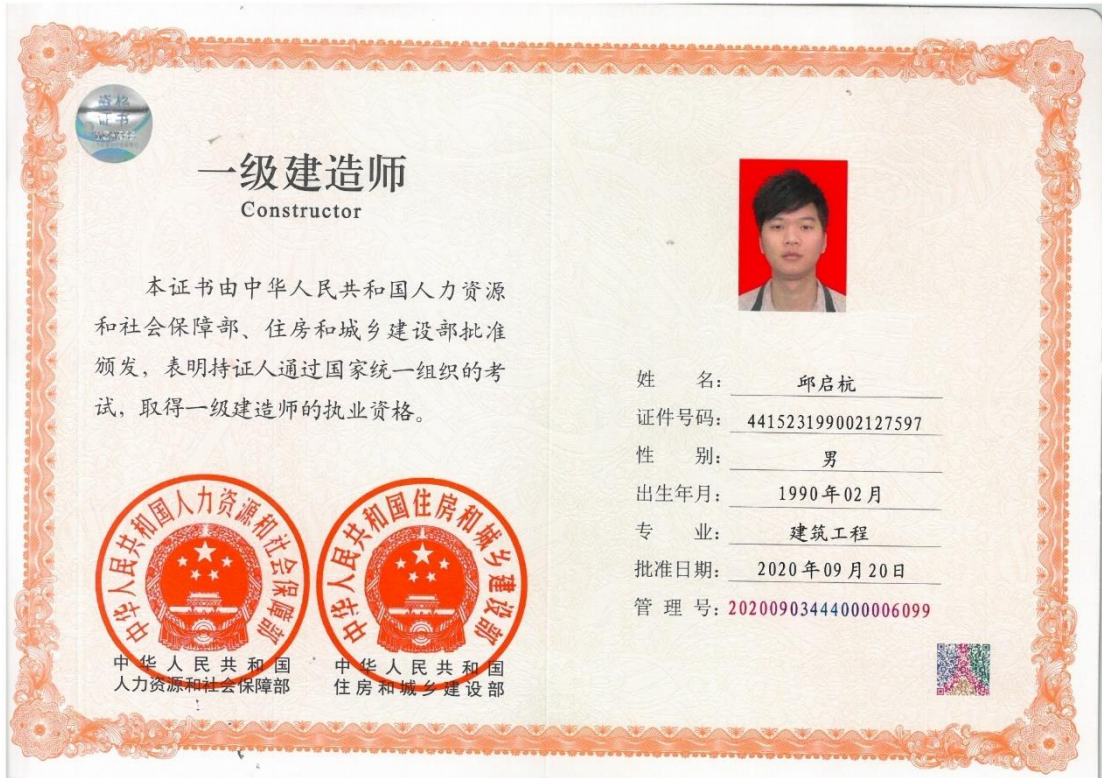 资格
证书
一级建造师
Constructor
本证书由中华人民共和国人力资源
和社会保障部、住房和城乡建设部批准
颁发，表明持证人通过国家统一组织的考
试，取得一级建造师的执业资格。
中华人民共和国人力资源和社会保障部
中华人民共和国
人力资源和社会保障部
中华人民共和国住房和城乡建设部
中华人民共和国
住房和城乡建设部
姓名：邱启杭
证件号码：441523199002127597
性别：男
出生年月：1990年02月
专业：建筑工程
批准日期：2020年09月20日
管理号：20200903444000006099